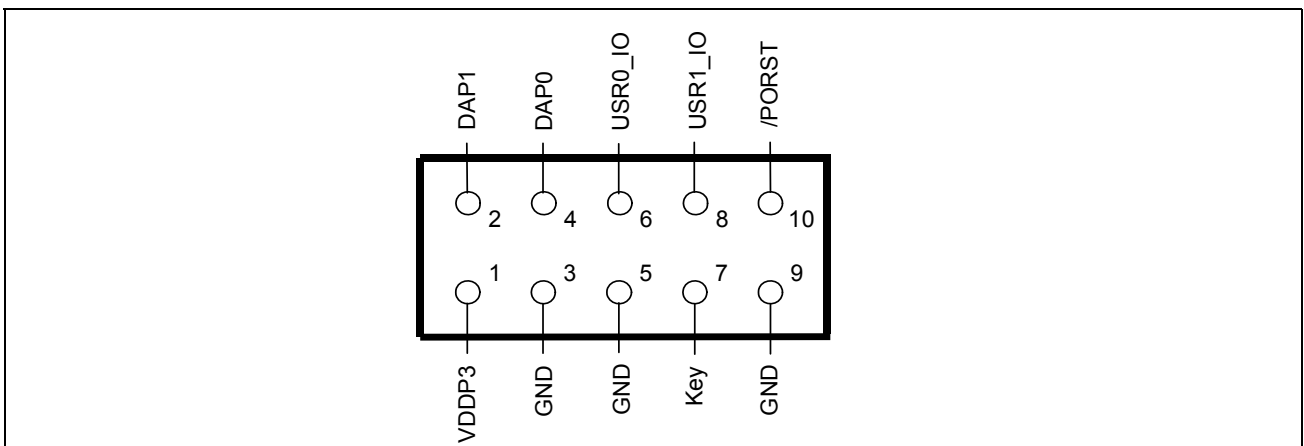 DAP1
DAP0
USR0_IO
USR1_IO
/PORST
2
4
6
8
10
1
3
5
7
9
VDDP3
GND
GND
Key
GND